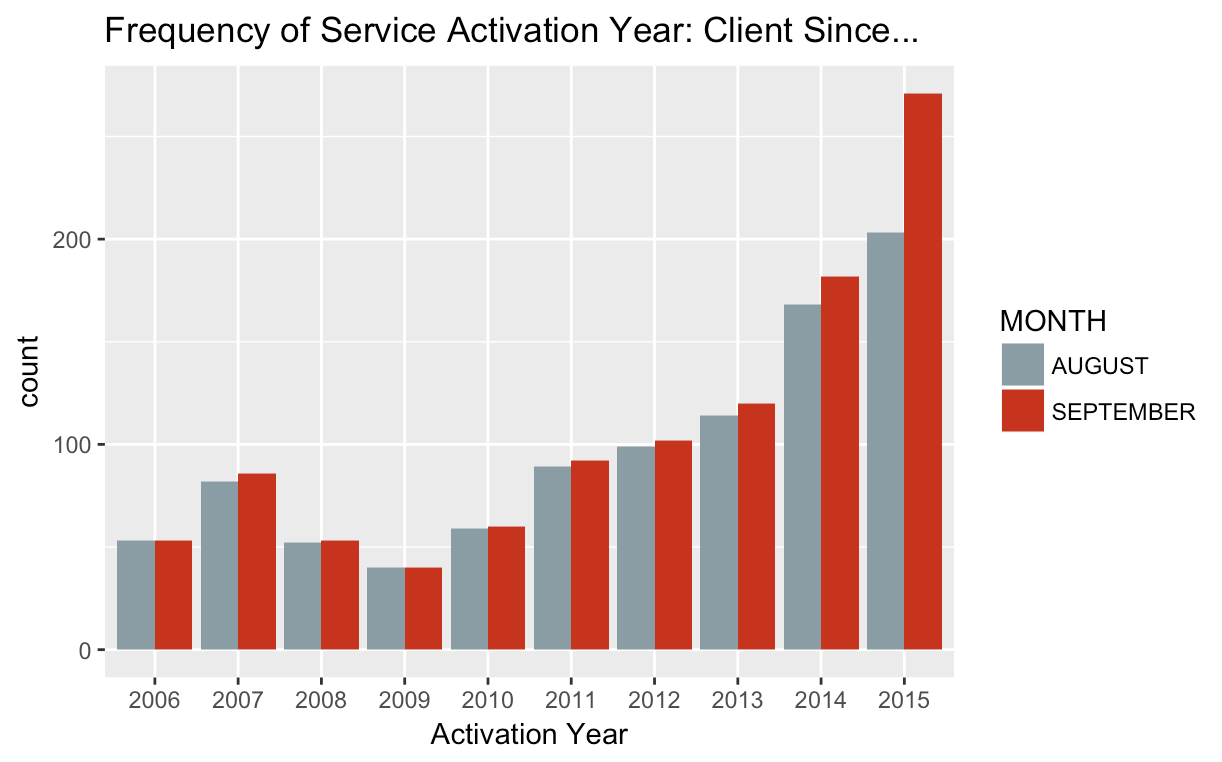 Frequency of Service Activation Year: Client Since...
count
200
100
0
2006 2007 2008 2009 2010 2011 2012 2013 2014 2015
Activation Year
MONTH
AUGUST
SEPTEMBER